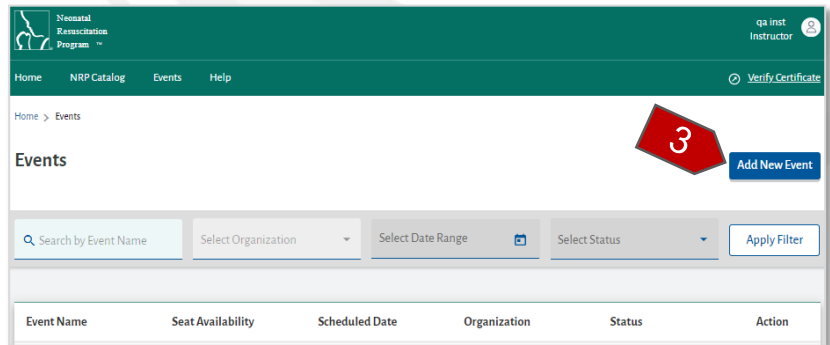 Neonatal
Resuscitation
Program ™
qa inst
Instructor
Home NRP Catalog Events Help Verify Certificate
Home > Events
3
Events
Add New Event
Search by Event Name Select Organization Select Date Range Select Status Apply Filter
Event Name Seat Availability Scheduled Date Organization Status Action